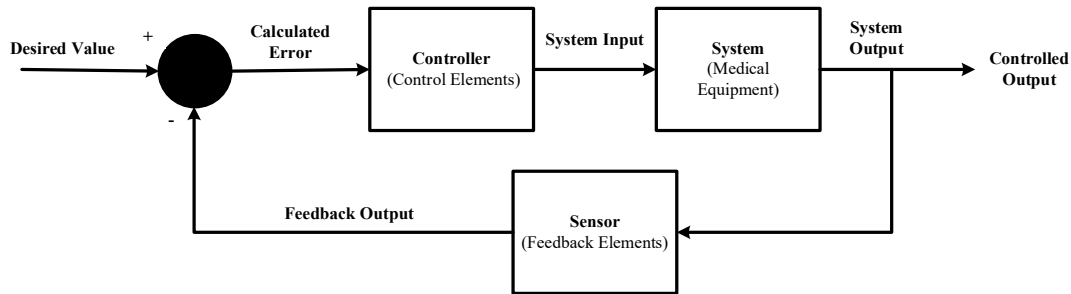 Desired Value
+
-
Calculated
Error
Controller
(Control Elements)
System Input
System
(Medical
Equipment)
System
Output
Controlled
Output
Feedback Output
Sensor
(Feedback Elements)